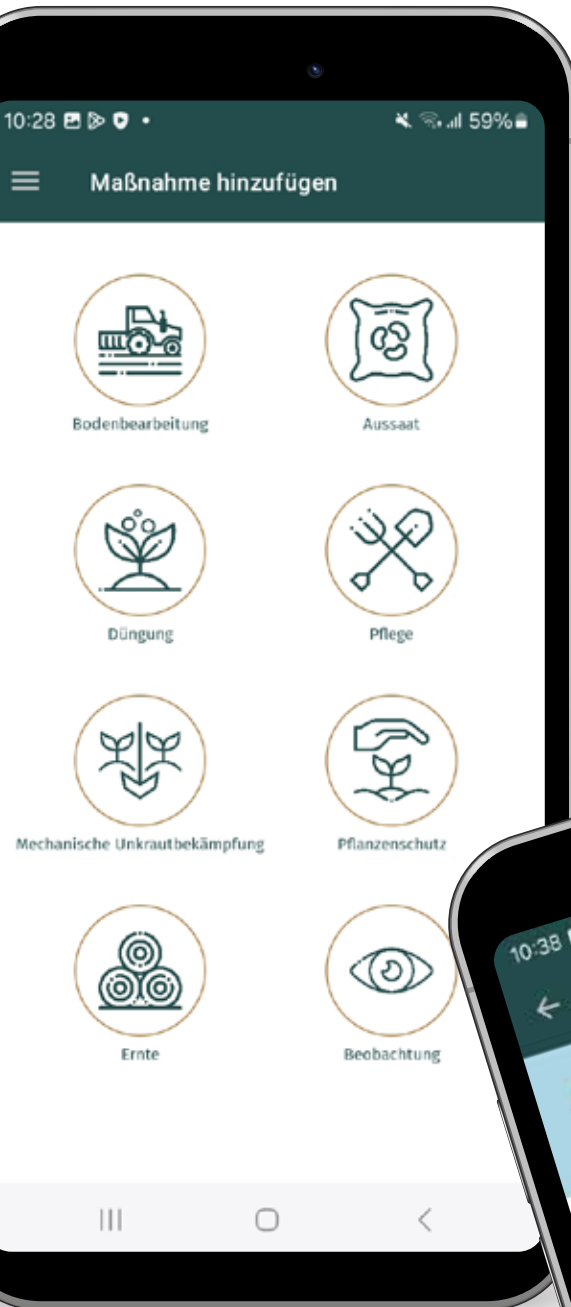 10:28
59%
Maßnahme hinzufügen
Bodenbearbeitung
Aussaat
Düngung
Pflege
Mechanische Unkrautbekämpfung
Pflanzenschutz
Ernte
Beobachtung
10:38